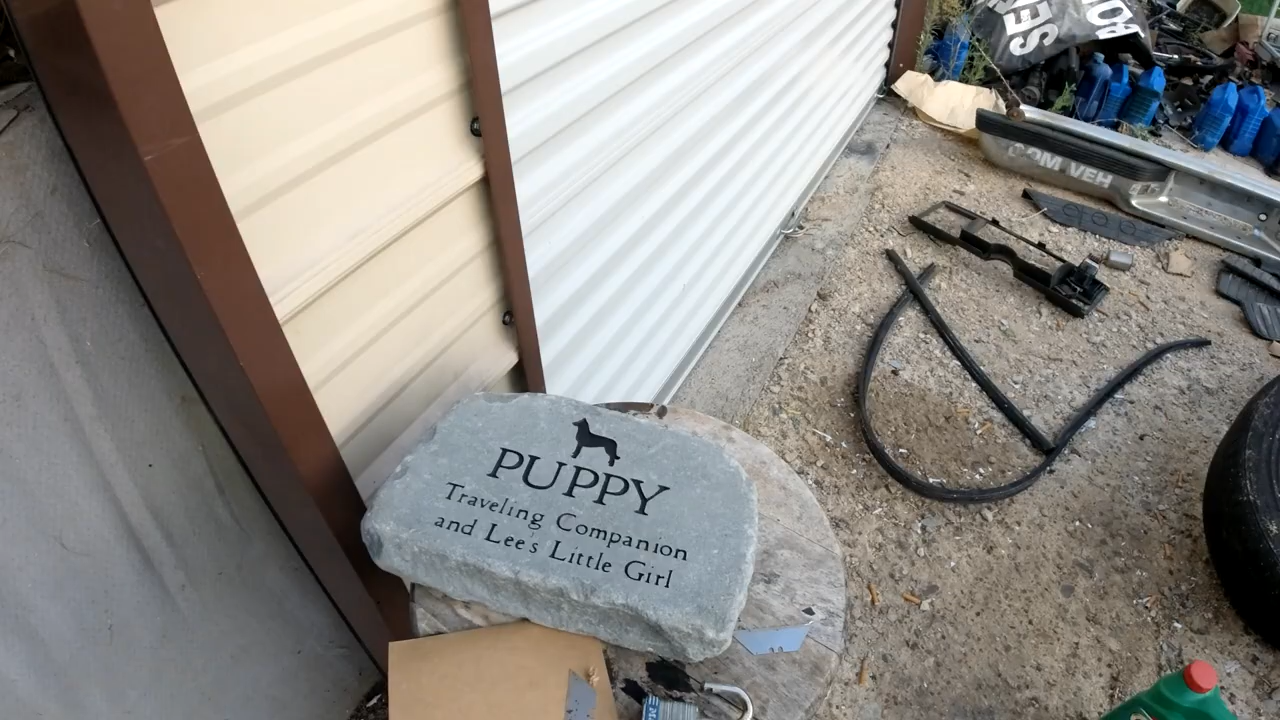 PUPPY
Traveling Companion
and Lee's Little Girl
COM VEH